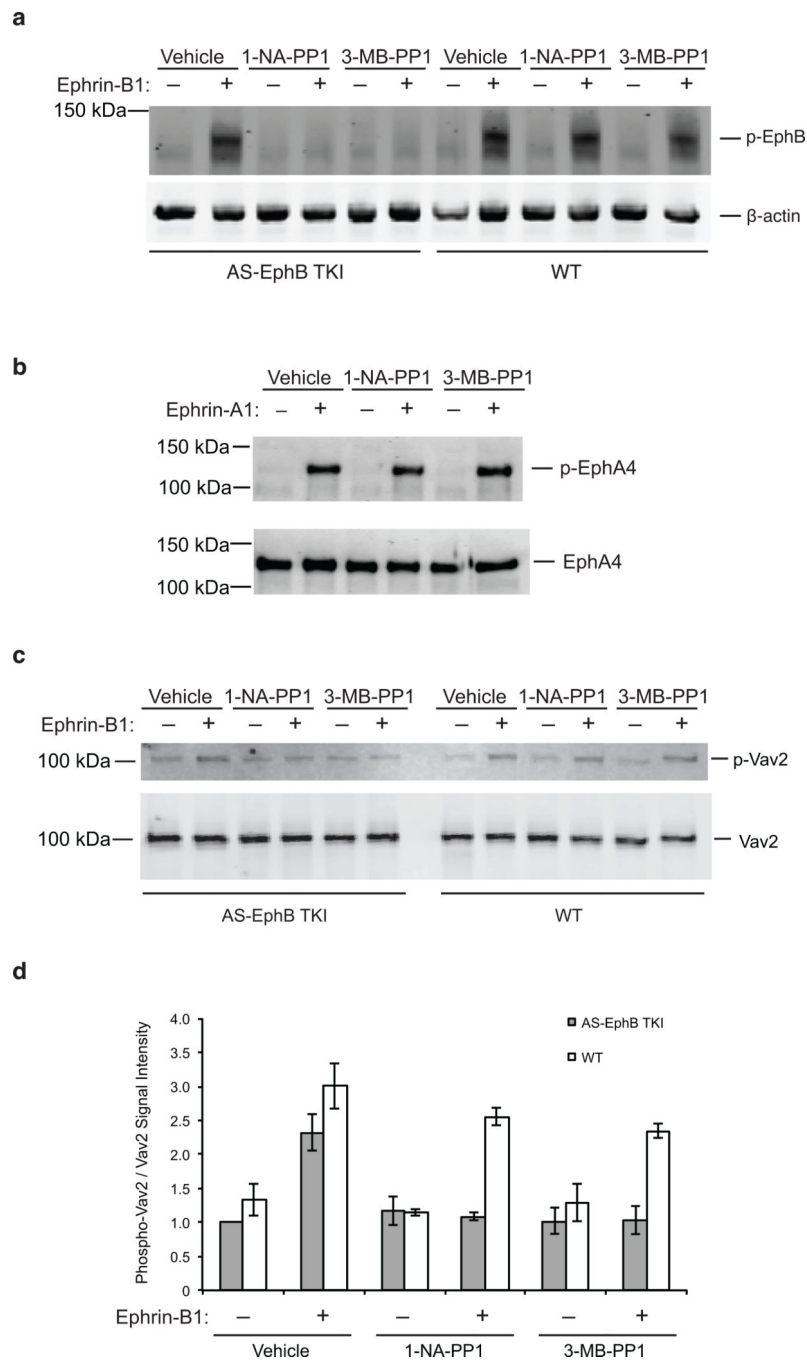 a
Vehicle 1-NA-PP1 3-MB-PP1 Vehicle 1-NA-PP1 3-MB-PP1
Ephrin-B1: – + – + – + – + – + – +
150 kDa
p-EphB
β-actin
AS-EphB TKI WT
b
Vehicle 1-NA-PP1 3-MB-PP1
Ephrin-A1: – + – + – +
150 kDa
p-EphA4
100 kDa
150 kDa
EphA4
100 kDa
c
Vehicle 1-NA-PP1 3-MB-PP1 Vehicle 1-NA-PP1 3-MB-PP1
Ephrin-B1: – + – + – + – + – + – +
100 kDa p-Vav2
100 kDa Vav2
AS-EphB TKI WT
d
Phospho-Vav2 / Vav2 Signal Intensity
4.0
3.5
3.0
2.5
2.0
1.5
1.0
0.5
0
AS-EphB TKI
WT
Ephrin-B1: – + – + – +
Vehicle 1-NA-PP1 3-MB-PP1